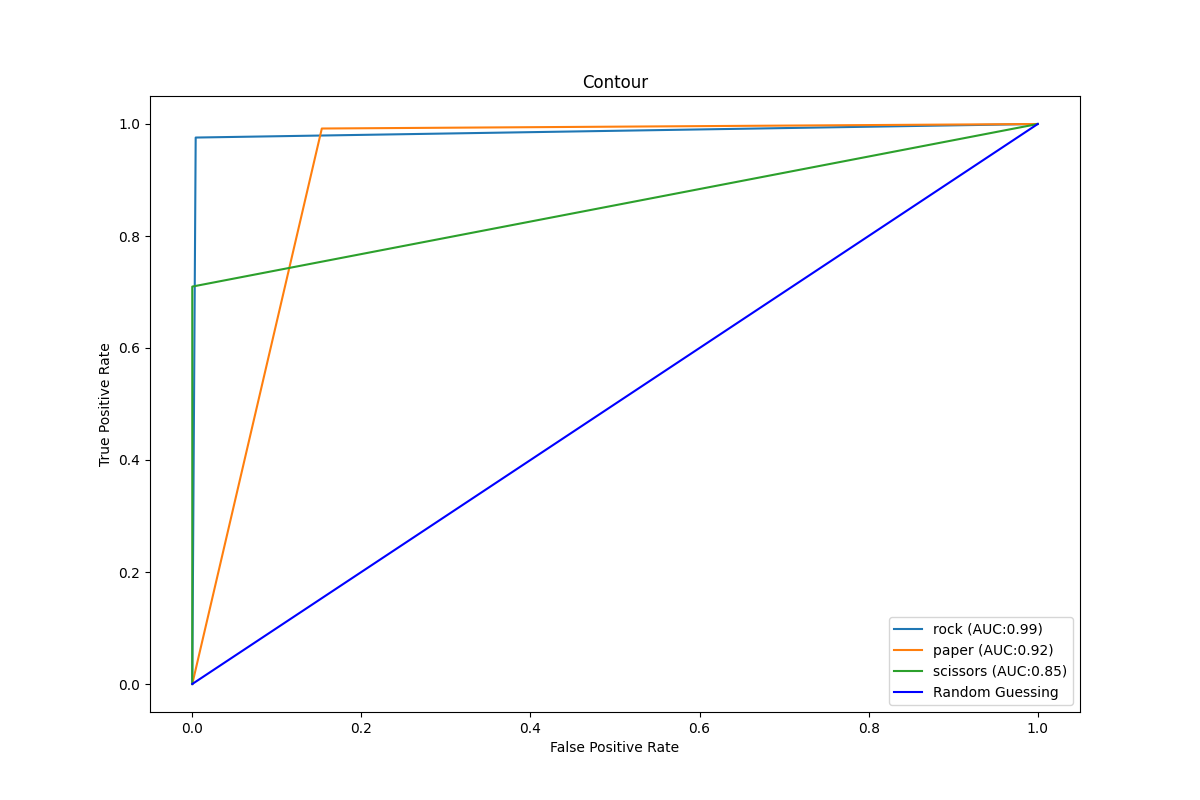 Contour
True Positive Rate
1.0
0.8
0.6
0.4
0.2
0.0
0.0 0.2 0.4 0.6 0.8 1.0
False Positive Rate
rock (AUC:0.99)
paper (AUC:0.92)
scissors (AUC:0.85)
Random Guessing